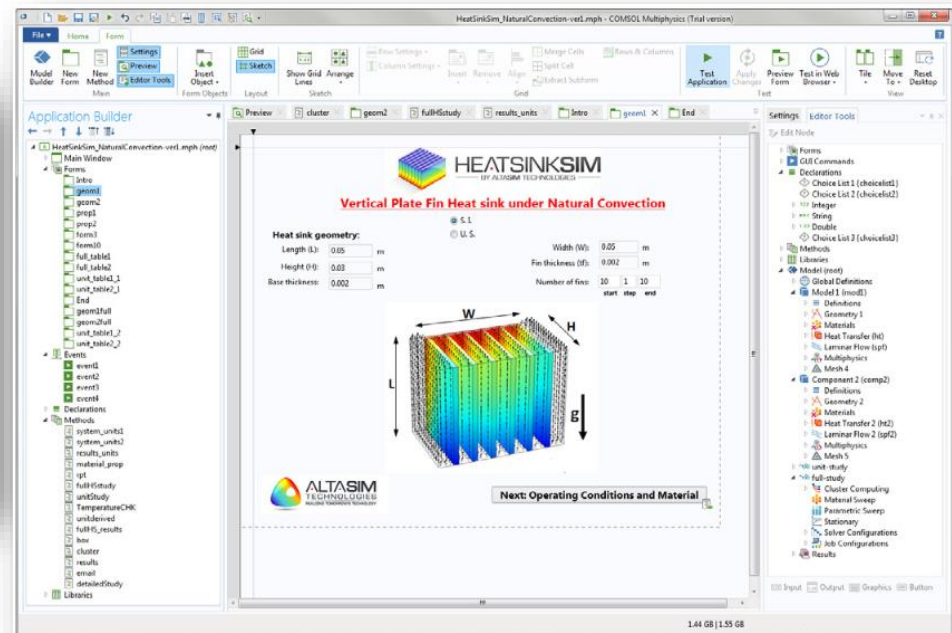 HeatSinkSim_NaturalConvection-ver1.mph - COMSOL Multiphysics (Trial version)
File Home Form
Model Builder
New Form
New Method
Settings
Preview
Editor Tools
Main
Insert Object
Form Objects
Grid
Sketch
Layout
Show Grid Lines
Arrange
Sketch
Row Settings
Column Settings
Insert
Remove
Align
Merge Cells
Split Cell
Extract Subform
Rows & Columns
Grid
Test Application
Apply Changes
Preview Form
Test in Web Browser
Test
Tile
Move To
Reset Desktop
View
Application Builder
HeatSinkSim_NaturalConvection-ver1.mph (root)
Main Window
Forms
Intro
geom1
geom2
prop1
prop2
form3
form10
full_table1
full_table2
unit_table1_1
unit_table2_1
End
geom1full
geom2full
unit_table1_2
unit_table2_2
Events
event1
event2
event3
event4
Declarations
Methods
system_units1
system_units2
results_units
material_prop
rpt
fullHSstudy
unitStudy
TemperatureCHK
unitderived
fullHS_results
box
cluster
results
email
detailedStudy
Libraries
Preview cluster geom2 fullHSstudy results_units Intro geom1 End
HEATSINKSIM
BY ALTASIM TECHNOLOGIES
Vertical Plate Fin Heat sink under Natural Convection
S. I.
U. S.
Heat sink geometry:
Length (L): 0.05 m
Height (H): 0.03 m
Base thickness: 0.002 m
Width (W): 0.05 m
Fin thickness (tf): 0.002 m
Number of fins: 10 1 10
start step end
W
H
L
g
ALTASIM
TECHNOLOGIES
BUILDING TOMORROW'S TECHNOLOGY
Next: Operating Conditions and Material
Settings Editor Tools
Edit Node
Forms
GUI Commands
Declarations
Choice List 1 {choicelist1}
Choice List 2 {choicelist2}
Integer
String
Double
Choice List 3 {choicelist3}
Methods
Libraries
Model (root)
Global Definitions
Model 1 (mod1)
Definitions
Geometry 1
Materials
Heat Transfer (ht)
Laminar Flow (spf)
Multiphysics
Mesh 4
Component 2 (comp2)
Definitions
Geometry 2
Materials
Heat Transfer 2 (ht2)
Laminar Flow 2 (spf2)
Multiphysics
Mesh 5
unit-study
full-study
Cluster Computing
Material Sweep
Parametric Sweep
Stationary
Solver Configurations
Job Configurations
Results
Input Output Graphics Button
1.44 GB | 1.55 GB